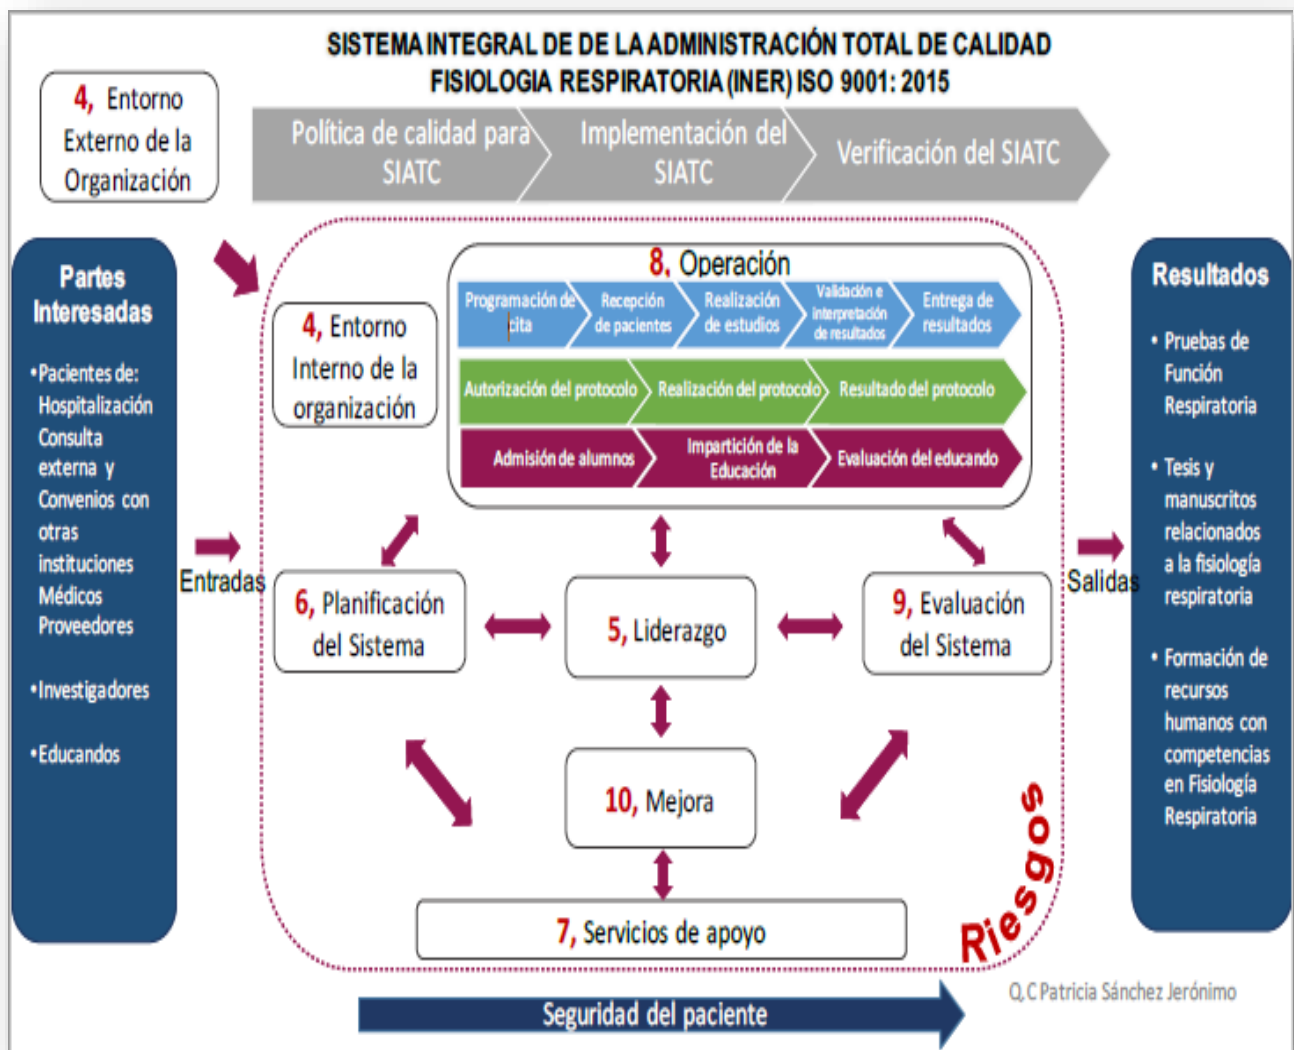 SISTEMA INTEGRAL DE DE LA ADMINISTRACIÓN TOTAL DE CALIDAD
FISIOLOGIA RESPIRATORIA (INER) ISO 9001: 2015
4, Entorno
Externo de la
Organización
Política de calidad para
SIATC
Implementación del
SIATC
Verificación del SIATC
Partes
Interesadas
•Pacientes de:
Hospitalización
Consulta
externa y
Convenios con
otras
instituciones
Médicos
Proveedores
•Investigadores
•Educandos
Entradas
4, Entorno
Interno de la
organización
8, Operación
Programación de
cita
Recepción
de pacientes
Realización
de estudios
Validación e
interpretación
de resultados
Entrega de
resultados
Autorización del protocolo
Realización del protocolo
Resultado del protocolo
Admisión de alumnos
Impartición de la
Educación
Evaluación del educando
6, Planificación
del Sistema
5, Liderazgo
9, Evaluación
del Sistema
10, Mejora
7, Servicios de apoyo
Riesgos
Salidas
Resultados
• Pruebas de
Función
Respiratoria
• Tesis y
manuscritos
relacionados
a la fisiología
respiratoria
• Formación de
recursos
humanos con
competencias
en Fisiología
Respiratoria
Seguridad del paciente
Q,C Patricia Sánchez Jerónimo